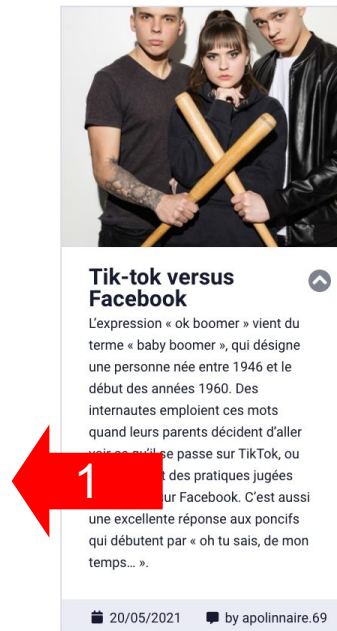 Tik-tok versus
Facebook
L'expression « ok boomer » vient du
terme « baby boomer », qui désigne
une personne née entre 1946 et le
début des années 1960. Des
internautes emploient ces mots
quand leurs parents décident d'aller
se passe sur TikTok, ou
des pratiques jugées
1
sur Facebook. C'est aussi
une excellente réponse aux poncifs
qui débutent par « oh tu sais, de mon
temps… ».
20/05/2021 by apolinnaire.69